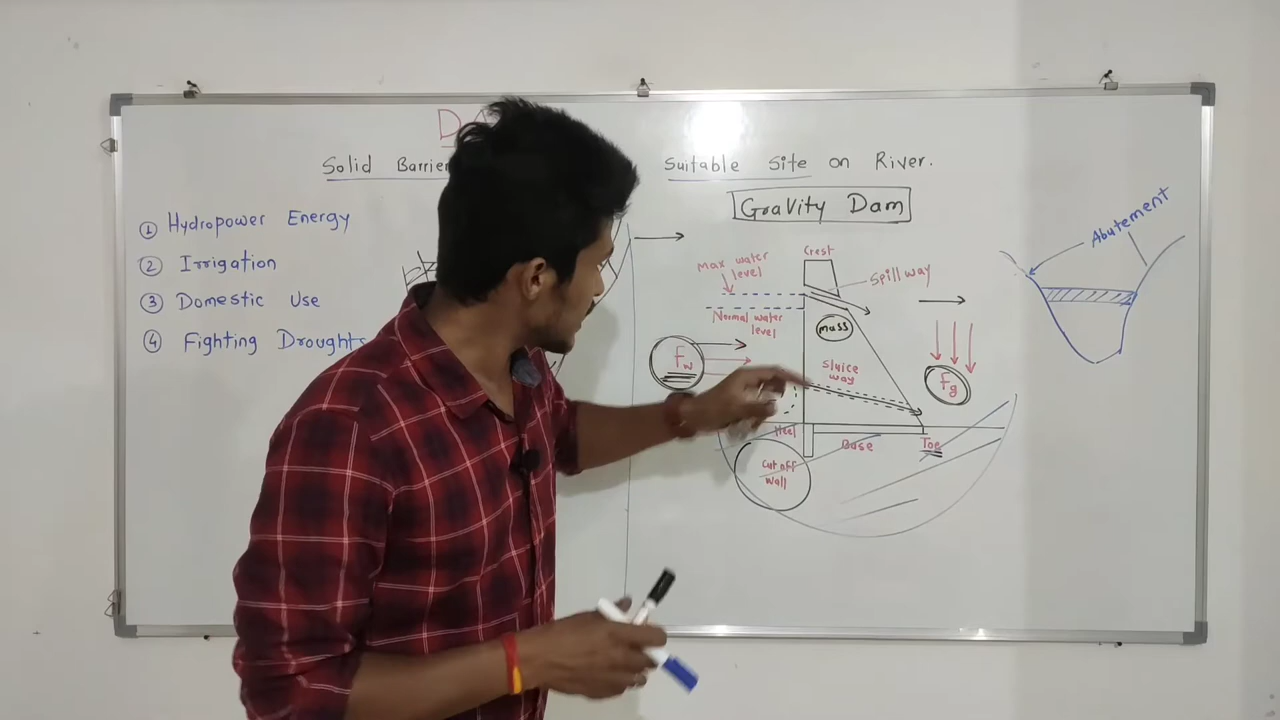 Solid Barrier Suitable Site on River.
① Hydropower Energy
② Irrigation
③ Domestic Use
④ Fighting Droughts
Gravity Dam
Crest
Max water
level
Spill way
Normal water
level
mass
Fw
Sluice
way
Fg
Heel
Base
Toe
Cut off
wall
Abutement